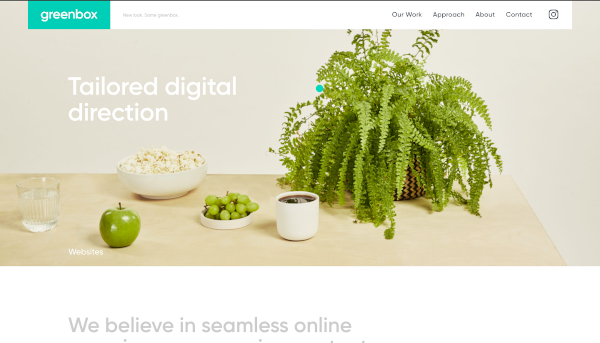 greenbox
New look. Same greenbox.
Our Work
Approach
About
Contact
Tailored digital
direction
Websites
We believe in seamless online